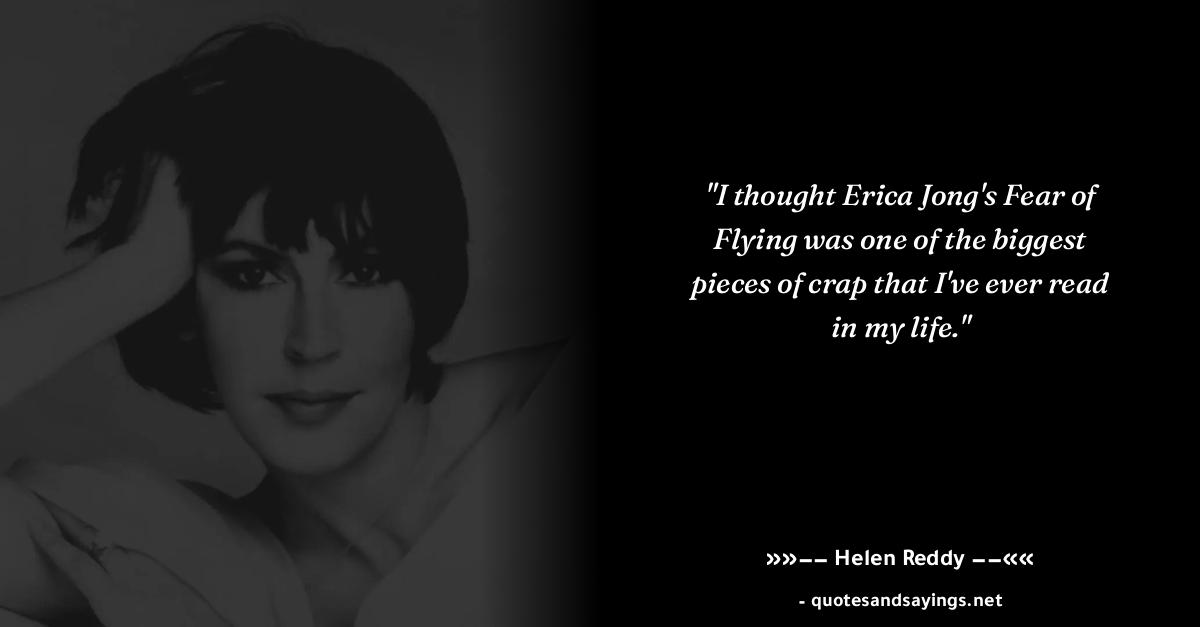 "I thought Erica Jong's Fear of
Flying was one of the biggest
pieces of crap that I've ever read
in my life."
»»−− Helen Reddy −−««
- quotesandsayings.net